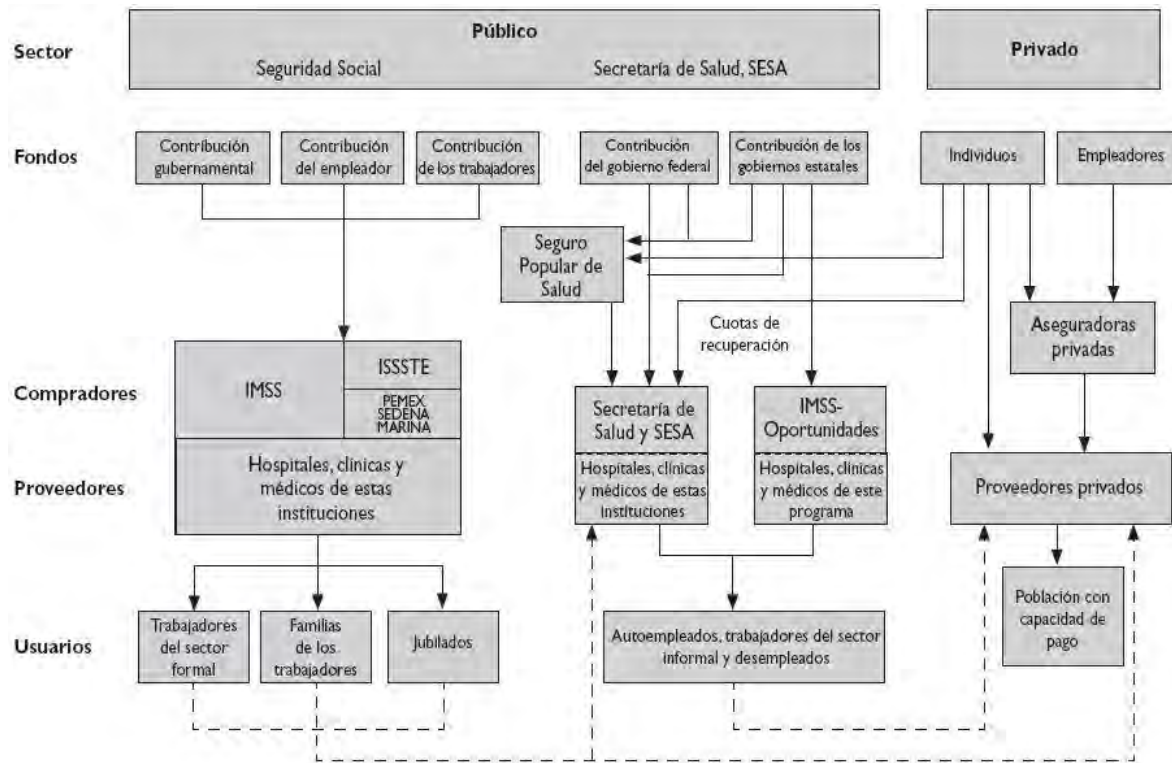 Sector
Público
Seguridad Social
Secretaría de Salud, SESA
Privado
Fondos
Contribución
gubernamental
Contribución
del empleador
Contribución
de los trabajadores
Contribución
del gobierno federal
Contribución de los
gobiernos estatales
Individuos
Empleadores
Seguro
Popular de
Salud
Cuotas de
recuperación
Aseguradoras
privadas
Compradores
IMSS
ISSSTE
PEMEX
SEDENA
MARINA
Secretaría de
Salud y SESA
IMSS-
Oportunidades
Proveedores
Hospitales, clínicas y
médicos de estas
instituciones
Hospitales, clínicas
y médicos de estas
instituciones
Hospitales, clínicas
y médicos de este
programa
Proveedores privados
Usuarios
Trabajadores
del sector
formal
Familias
de los
trabajadores
Jubilados
Autoempleados, trabajadores del sector
informal y desempleados
Población con
capacidad de
pago